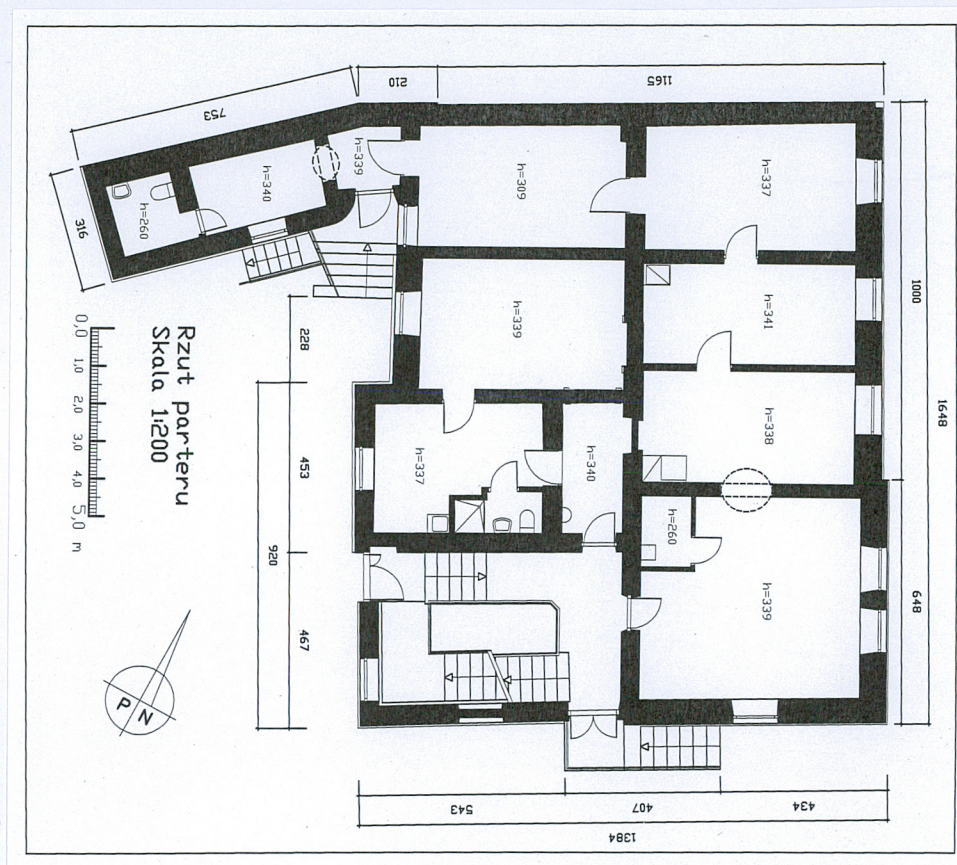 210
1165
753
316
h=339
h=340
h=260
h=309
h=337
h=339
h=341
h=338
h=337
h=340
h=260
h=339
1000
1648
648
228
453
920
467
Rzut parteru
Skala 1:200
0,0 1,0 2,0 3,0 4,0 5,0 m
P N
543
407
434
1384